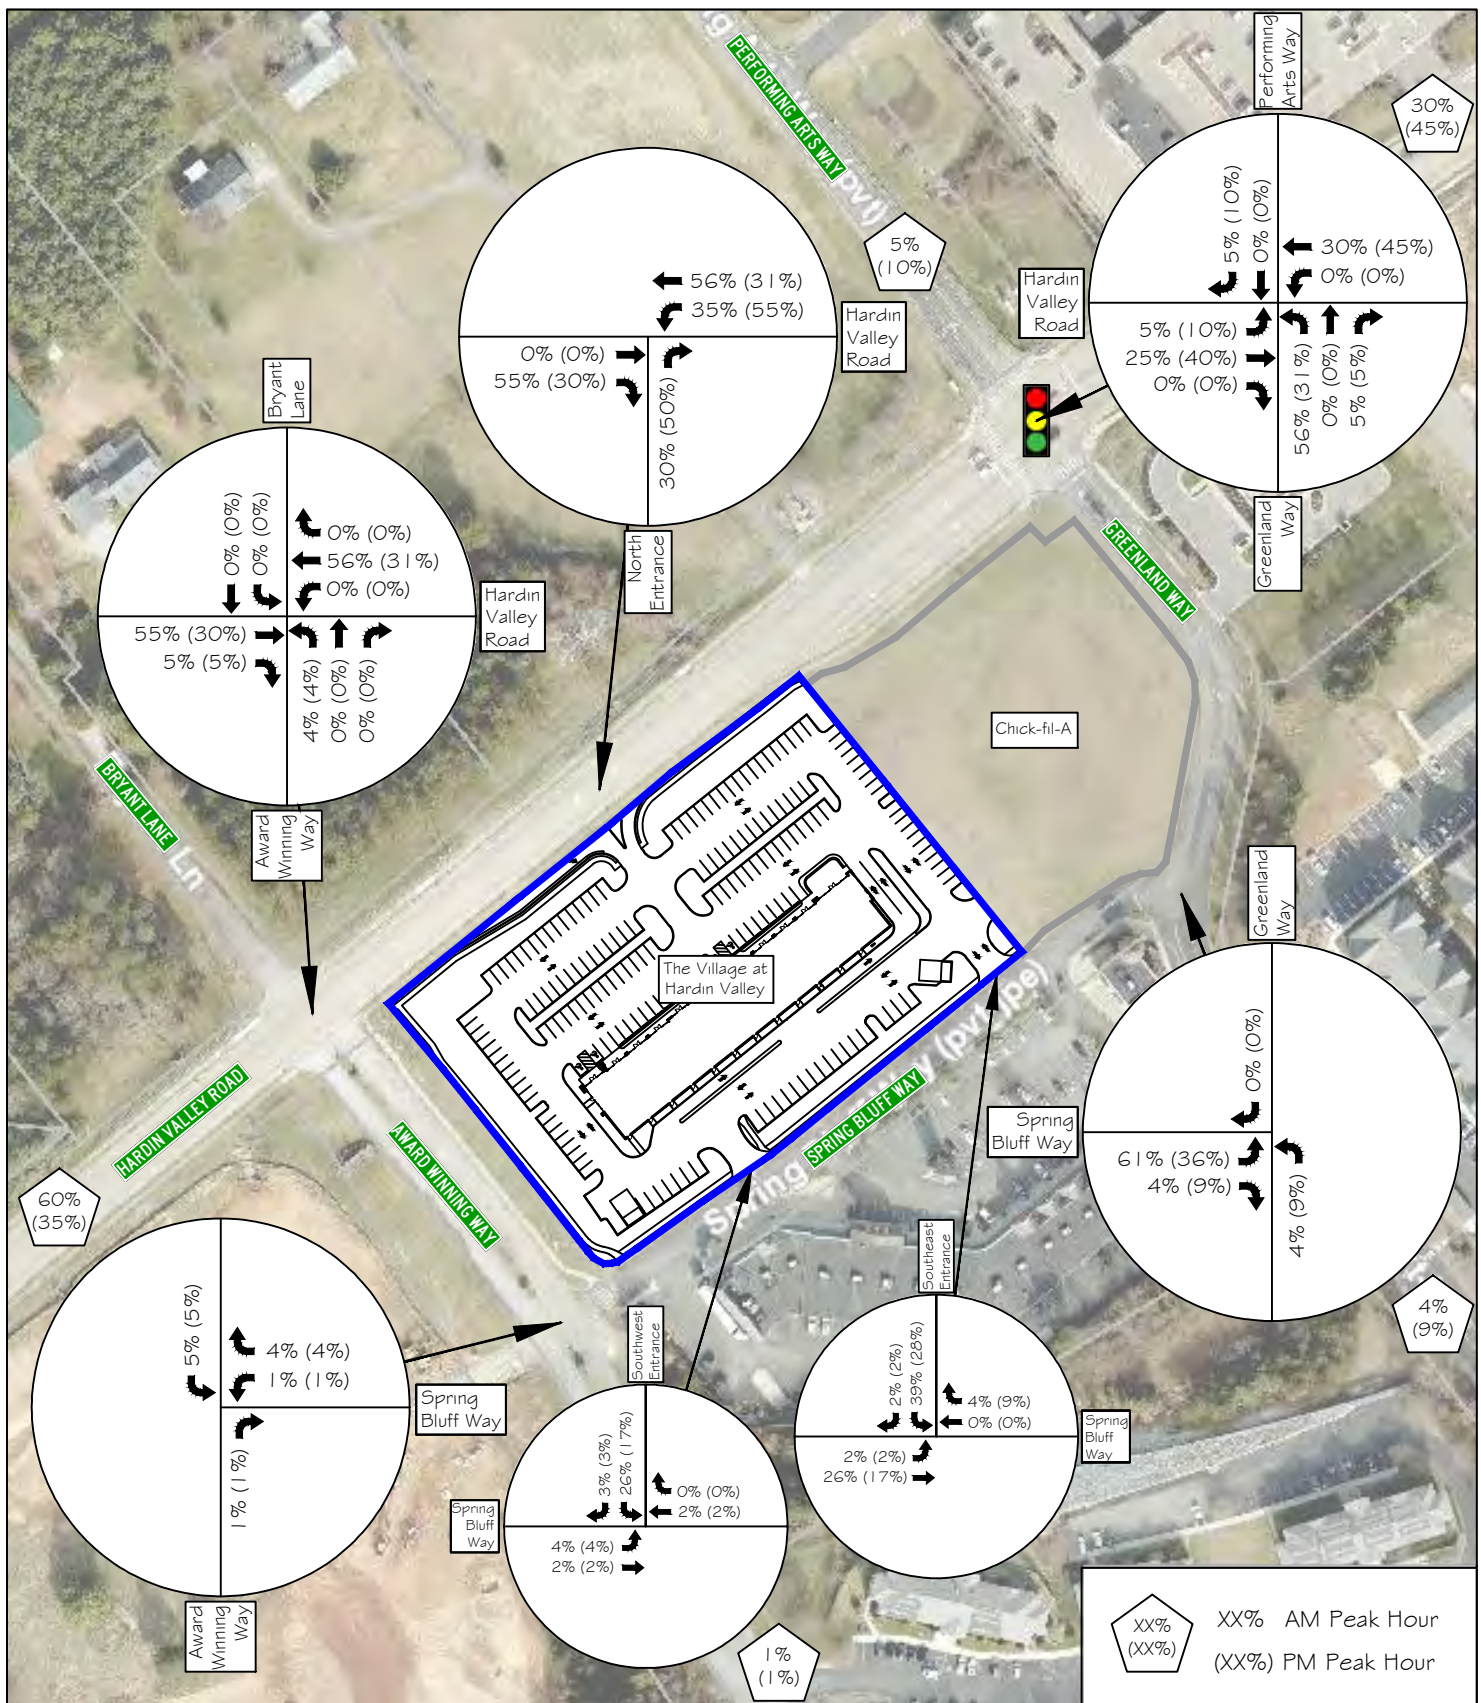 Performing
Arts Way
30%
(45%)
PERFORMING ARTS WAY
(pvt)
5%
(10%)
5% (10%)
0% (0%)
30% (45%)
0% (0%)
Hardin
Valley
Road
5% (10%)
25% (40%)
0% (0%)
56% (31%)
0% (0%)
5% (5%)
Greenland
Way
56% (31%)
35% (55%)
0% (0%)
55% (30%)
30% (50%)
Hardin
Valley
Road
North
Entrance
Bryant
Lane
0% (0%)
0% (0%)
0% (0%)
56% (31%)
0% (0%)
55% (30%)
5% (5%)
4% (4%)
0% (0%)
0% (0%)
Hardin
Valley
Road
Award
Winning
Way
GREENLAND WAY
Chick-fil-A
BRYANT LANE
Ln
The Village at
Hardin Valley
HARDIN VALLEY ROAD
AWARD WINNING WAY
SPRING BLUFF WAY
Spring
Greenland
Way
0% (0%)
Spring
Bluff Way
61% (36%)
4% (9%)
4% (9%)
4%
(9%)
60%
(35%)
5% (5%)
4% (4%)
1% (1%)
1% (1%)
Spring
Bluff Way
Award
Winning
Way
Southwest
Entrance
3% (3%)
26% (17%)
0% (0%)
2% (2%)
Spring
Bluff
Way
4% (4%)
2% (2%)
1%
(1%)
Southeast
Entrance
2% (2%)
39% (28%)
4% (9%)
0% (0%)
2% (2%)
26% (17%)
Spring
Bluff
Way
XX%
(XX%)
XX% AM Peak Hour
(XX%) PM Peak Hour